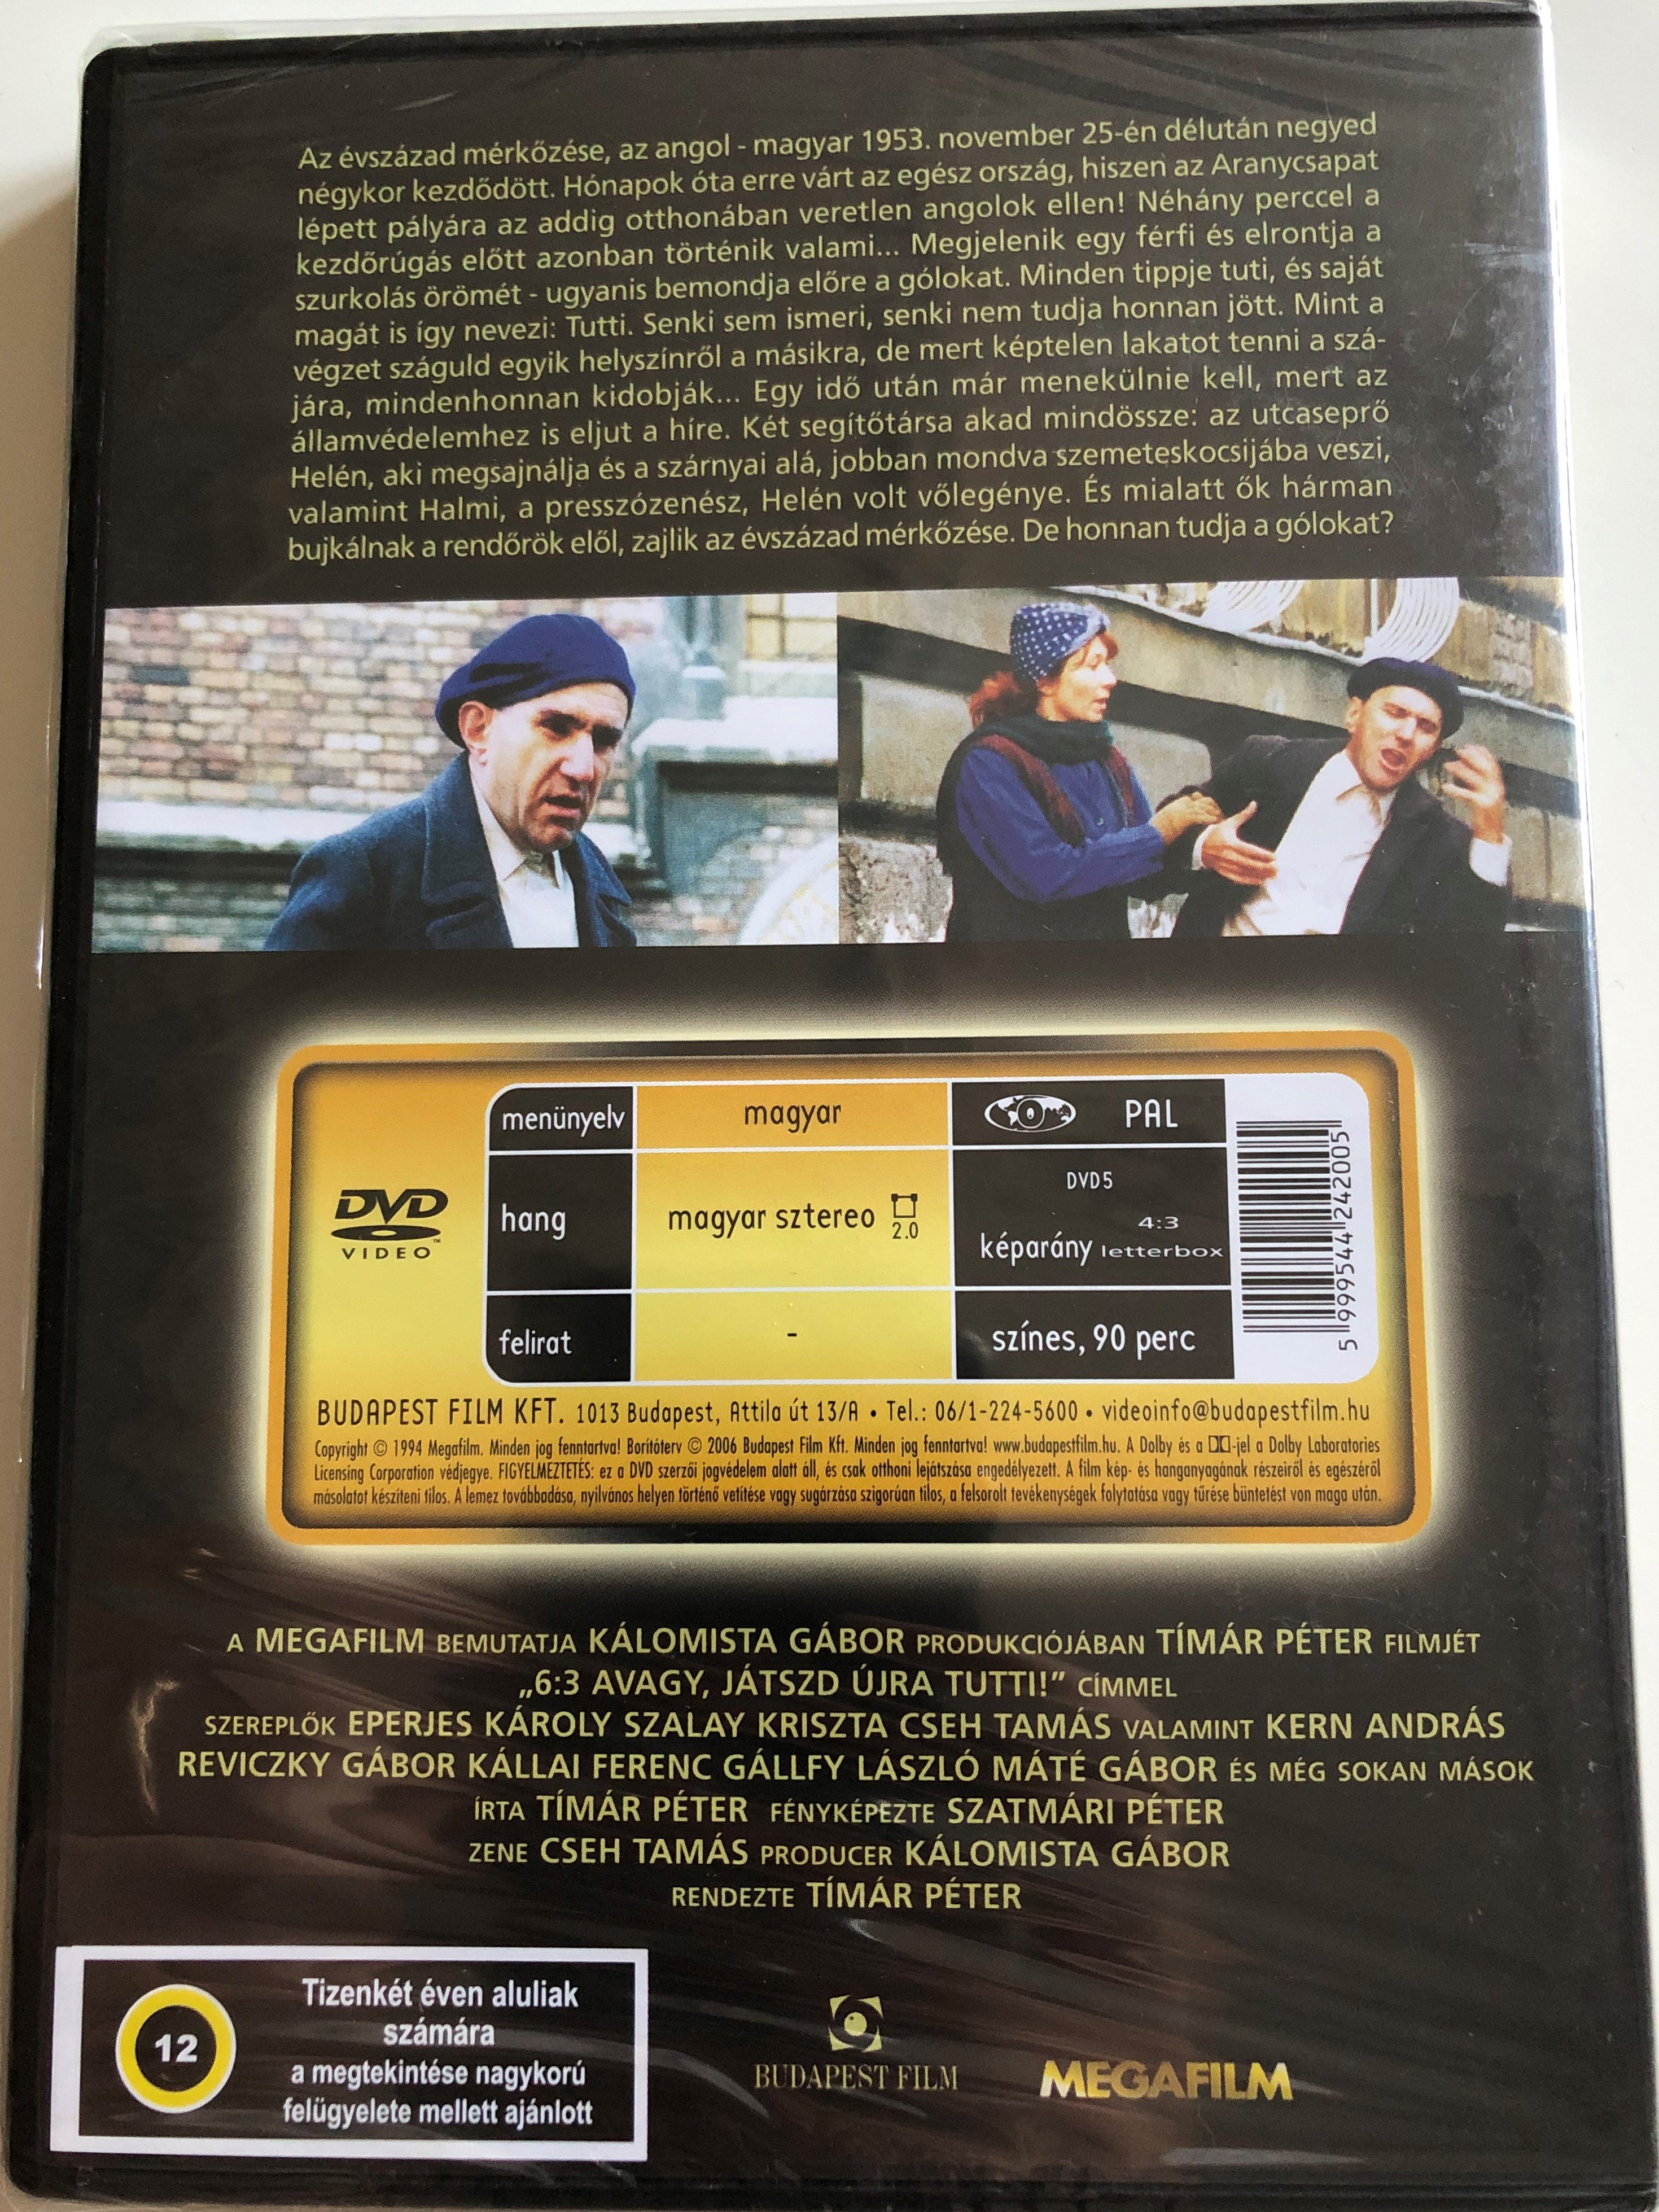 Az évszázad mérkőzése, az angol - magyar 1953. november 25-én délután negyed
négykor kezdődött. Hónapok óta erre várt az egész ország, hiszen az Aranycsapat
lépett pályára az addig otthonában veretlen angolok ellen! Néhány perccel a
kezdőrúgás előtt azonban történik valami... Megjelenik egy férfi és elrontja a
szurkolás örömét - ugyanis bemondja előre a gólokat. Minden tippje tuti, és saját
magát is így nevezi: Tutti. Senki sem ismeri, senki nem tudja honnan jött. Mint a
végzet száguld egyik helyszínről a másikra, de mert képtelen lakatot tenni a szá-
jára, mindenhonnan kidobják... Egy idő után már menekülnie kell, mert az
államvédelemhez is eljut a híre. Két segítőtársa akad mindössze: az utcaseprő
Helén, aki megsajnálja és a szárnyai alá, jobban mondva szemeteskocsijába veszi,
valamint Halmi, a presszózenész, Helén volt vőlegénye. És mialatt ők hárman
bujkálnak a rendőrök elől, zajlik az évszázad mérkőzése. De honnan tudja a gólokat?
DVD
VIDEO
menünyelv
magyar
0
PAL
hang
magyar sztereo
2.0
DVD5
képarány 4:3 letterbox
felirat
-
színes, 90 perc
5 999544 242005
BUDAPEST FILM KFT. 1013 Budapest, Attila út 13/A • Tel.: 06/1-224-5600 • videoinfo@budapestfilm.hu
Copyright © 1994 Megafilm. Minden jog fenntartva! Borítóterv © 2006 Budapest Film Kft. Minden jog fenntartva! www.budapestfilm.hu. A Dolby és a DD-jel a Dolby Laboratories
Licensing Corporation védjegye. FIGYELMEZTETÉS: ez a DVD szerzői jogvédelem alatt áll, és csak otthoni lejátszása engedélyezett. A film kép- és hanganyagának részeiről és egészéről
másolatot készíteni tilos. A lemez továbbadása, nyilvános helyen történő vetítése vagy sugárzása szigorúan tilos, a felsorolt tevékenységek folytatása vagy tűrése büntetést von maga után.
A MEGAFILM BEMUTATJA KÁLOMISTA GÁBOR PRODUKCIÓJÁBAN TÍMÁR PÉTER FILMJÉT
„6:3 AVAGY, JÁTSZD ÚJRA TUTTI!” CÍMMEL
SZEREPLŐK EPERJES KÁROLY SZALAY KRISZTA CSEH TAMÁS VALAMINT KERN ANDRÁS
REVICZKY GÁBOR KÁLLAI FERENC GÁLLFY LÁSZLÓ MÁTÉ GÁBOR ÉS MÉG SOKAN MÁSOK
ÍRTA TÍMÁR PÉTER FÉNYKÉPEZTE SZATMÁRI PÉTER
ZENE CSEH TAMÁS PRODUCER KÁLOMISTA GÁBOR
RENDEZTE TÍMÁR PÉTER
12
Tizenkét éven aluliak
számára
a megtekintése nagykorú
felügyelete mellett ajánlott
BUDAPEST FILM
MEGAFILM